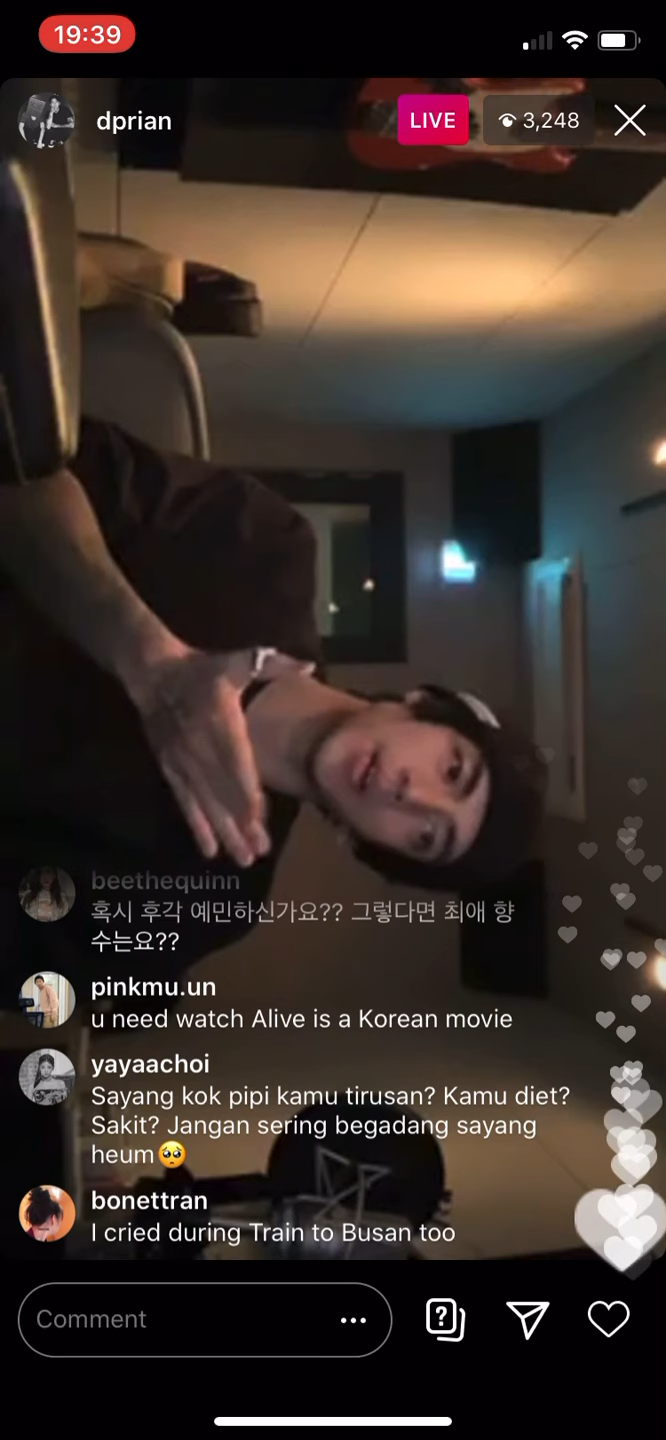 19:39
dprian
LIVE
3,248
beethequinn
혹시 후각 예민하신가요?? 그렇다면 최애 향
수는요??
pinkmu.un
u need watch Alive is a Korean movie
yayaachoi
Sayang kok pipi kamu tirusan? Kamu diet?
Sakit? Jangan sering begadang sayang
heum🥺
bonettran
I cried during Train to Busan too
Comment